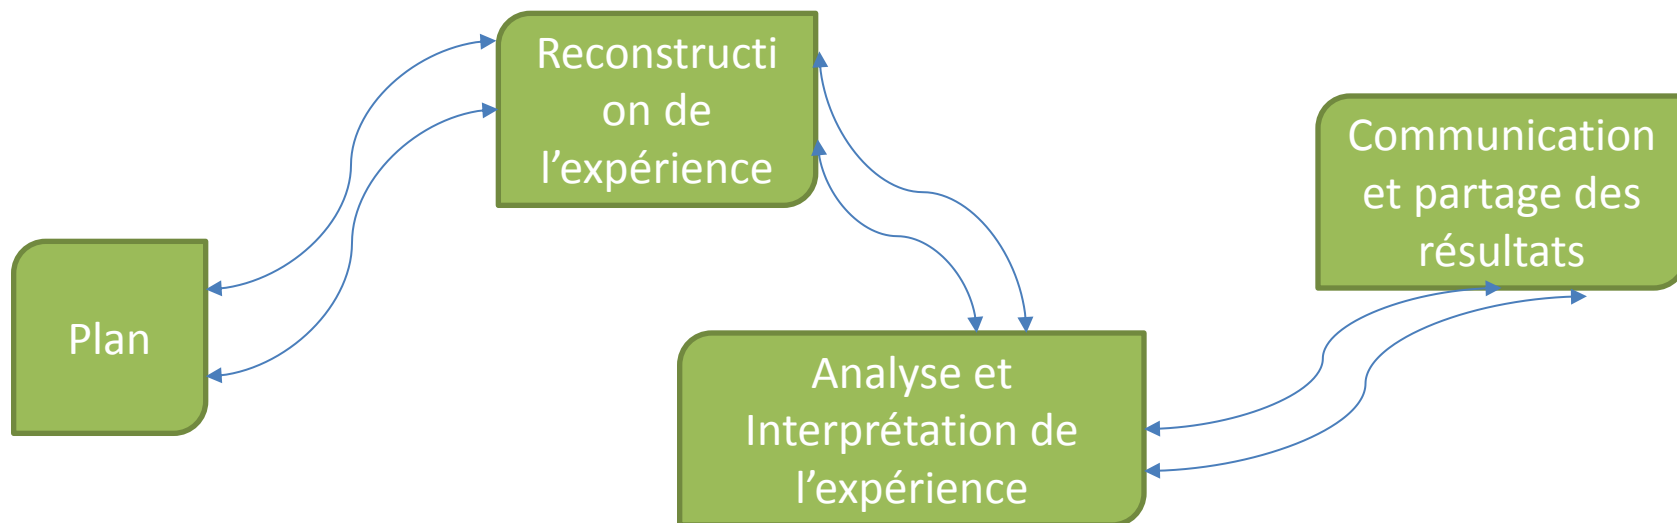 Plan
Reconstructi
on de
l’expérience
Analyse et
Interprétation de
l’expérience
Communication
et partage des
résultats